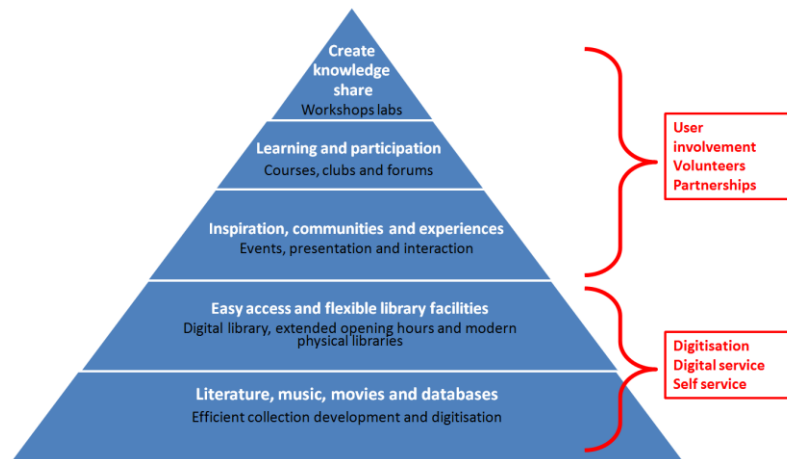 Create
knowledge
share
Workshops labs
Learning and participation
Courses, clubs and forums
Inspiration, communities and experiences
Events, presentation and interaction
Easy access and flexible library facilities
Digital library, extended opening hours and modern
physical libraries
Literature, music, movies and databases
Efficient collection development and digitisation
User
involvement
Volunteers
Partnerships
Digitisation
Digital service
Self service